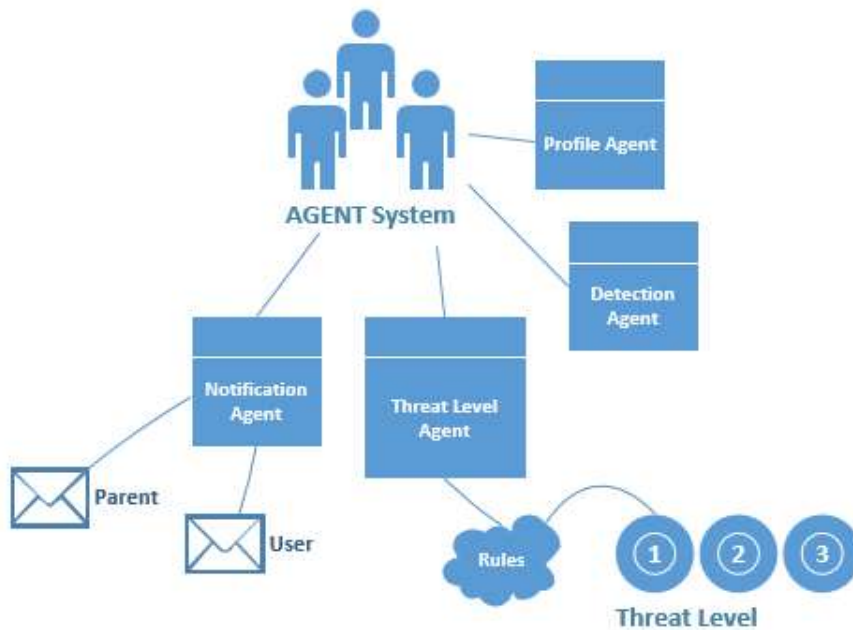 Profile Agent
AGENT System
Detection
Agent
Notification
Agent
Threat Level
Agent
Parent
User
Rules
1
2
3
Threat Level